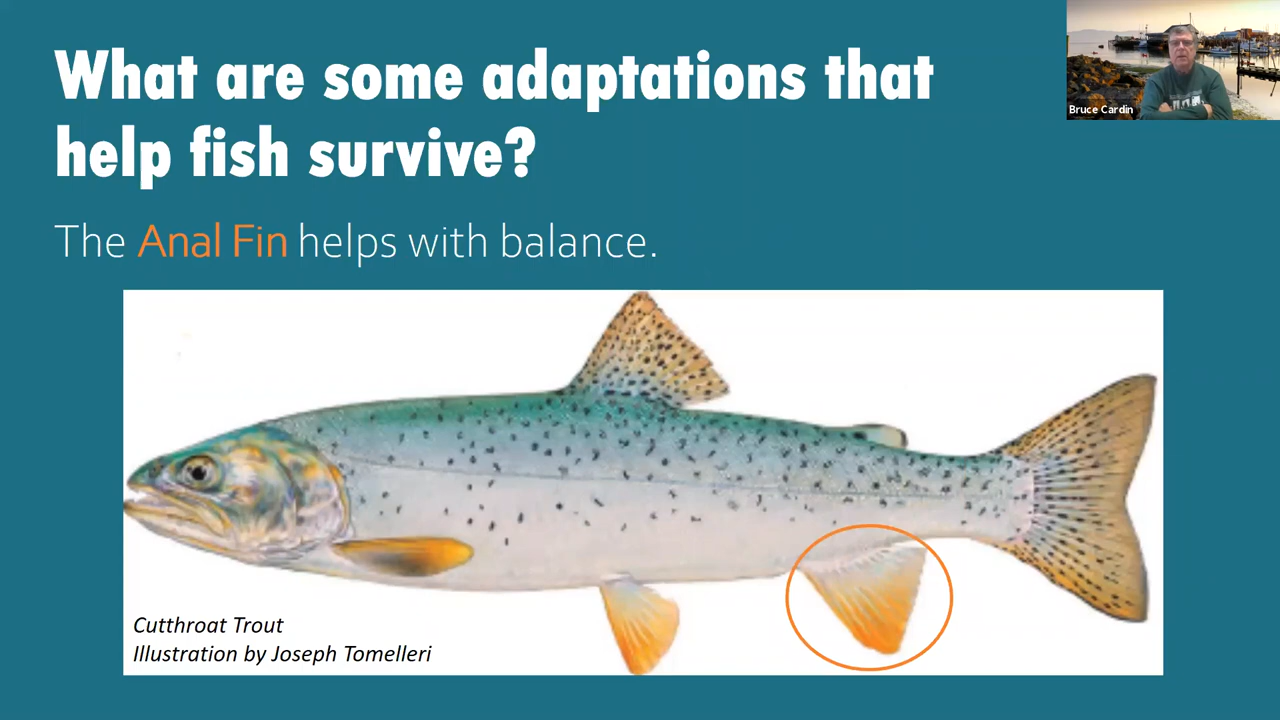 What are some adaptations that
help fish survive?
The Anal Fin helps with balance.
Bruce Cardin
Cutthroat Trout
Illustration by Joseph Tomelleri